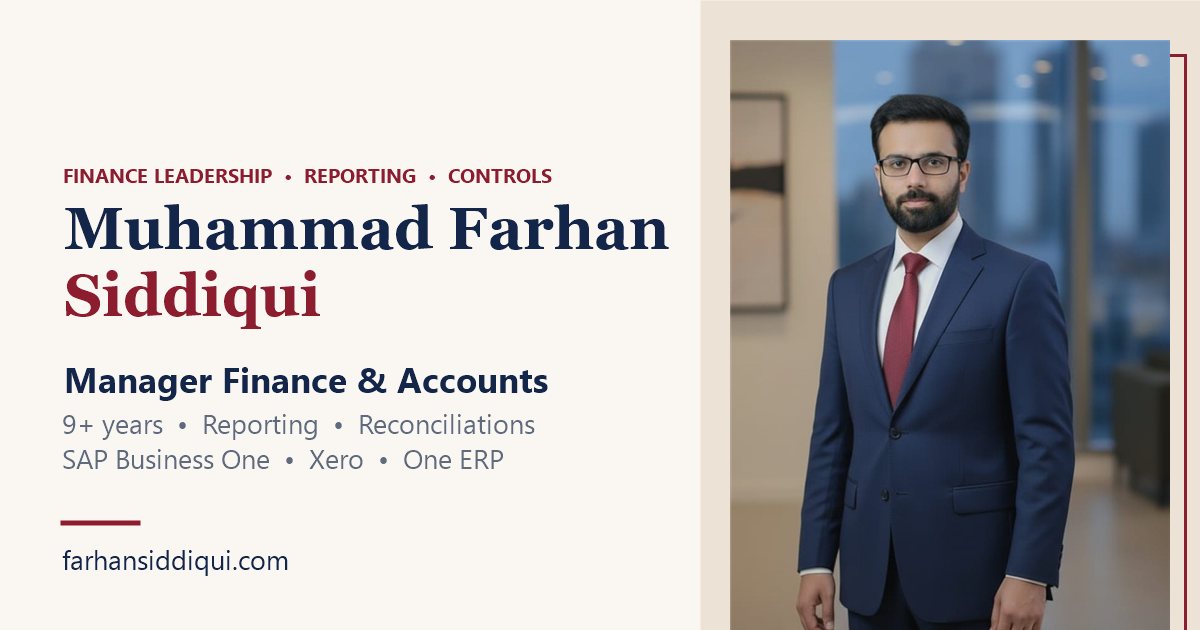 FINANCE LEADERSHIP • REPORTING • CONTROLS
Muhammad Farhan
Siddiqui
Manager Finance & Accounts
9+ years • Reporting • Reconciliations
SAP Business One • Xero • One ERP
farhansiddiqui.com